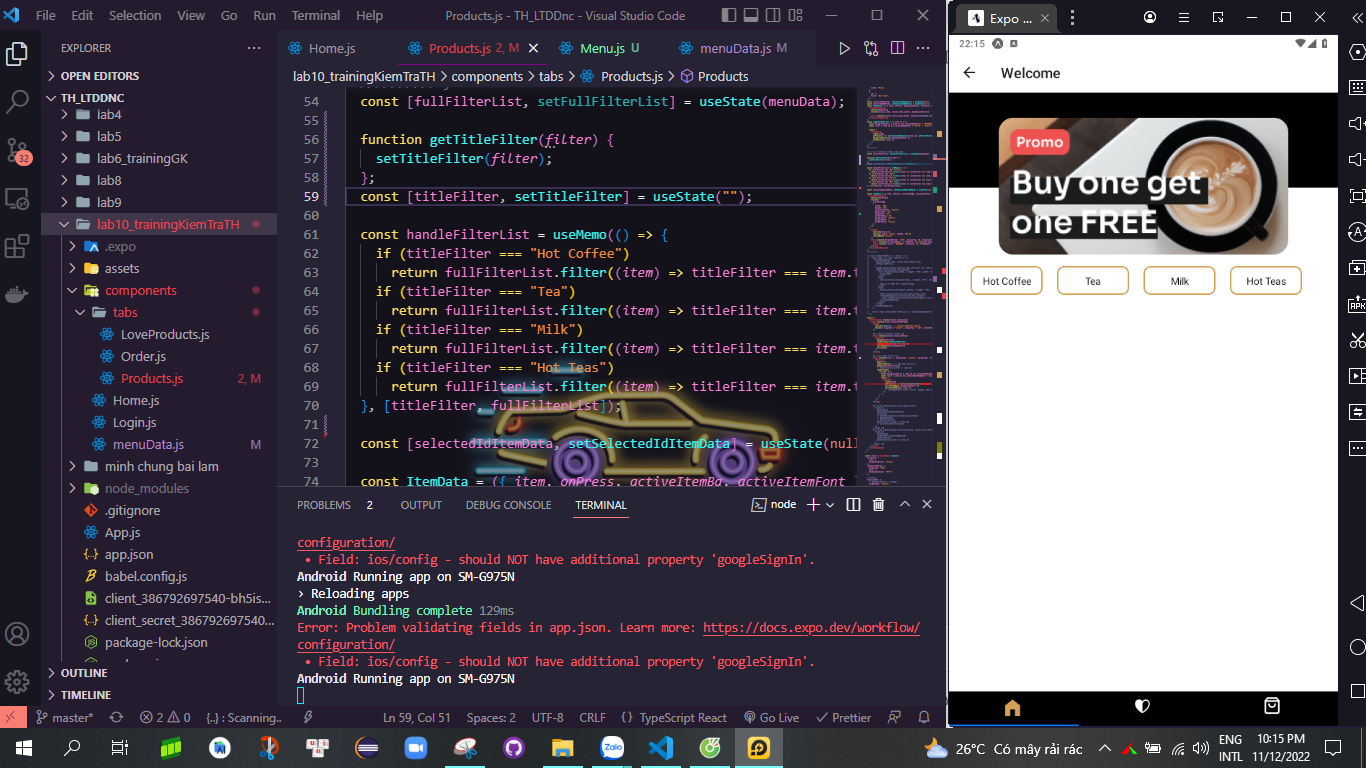 File Edit Selection View Go Run Terminal Help
Products.js - TH_LTDDnc - Visual Studio Code
EXPLORER
OPEN EDITORS
TH_LTDDNC
lab4
lab5
lab6_trainingGK
lab8
lab9
lab10_trainingKiemTraTH
.expo
assets
components
tabs
LoveProducts.js
Order.js
Products.js 2, M
Home.js
Login.js
menuData.js M
minh chung bai lam
node_modules
.gitignore
App.js
app.json
babel.config.js
client_386792697540-bh5is...
client_secret_386792697540...
package-lock.json
OUTLINE
TIMELINE
32
Home.js
Products.js 2, M
Menu.js U
menuData.js M
lab10_trainingKiemTraTH > components > tabs > Products.js > Products
54 const [fullFilterList, setFullFilterList] = useState(menuData);
55
56 function getTitleFilter(filter) {
57 setTitleFilter(filter);
58 };
59 const [titleFilter, setTitleFilter] = useState("");
60
61 const handleFilterList = useMemo(() => {
62 if (titleFilter === "Hot Coffee")
63 return fullFilterList.filter((item) => titleFilter === item.t
64 if (titleFilter === "Tea")
65 return fullFilterList.filter((item) => titleFilter === item.t
66 if (titleFilter === "Milk")
67 return fullFilterList.filter((item) => titleFilter === item.t
68 if (titleFilter === "Hot Teas")
69 return fullFilterList.filter((item) => titleFilter === item.t
70 }, [titleFilter, fullFilterList]);
71
72 const [selectedIdItemData, setSelectedIdItemData] = useState(null
73
74 const ItemData = ({ item, onPress, activeItemBg, activeItemFont }
PROBLEMS 2 OUTPUT DEBUG CONSOLE TERMINAL
node
configuration/
• Field: ios/config - should NOT have additional property 'googleSignIn'.
Android Running app on SM-G975N
› Reloading apps
Android Bundling complete 129ms
Error: Problem validating fields in app.json. Learn more: https://docs.expo.dev/workflow/
configuration/
• Field: ios/config - should NOT have additional property 'googleSignIn'.
Android Running app on SM-G975N
master* 2 0 {..} : Scanning.. Ln 59, Col 51 Spaces: 2 UTF-8 CRLF {} TypeScript React Go Live Prettier
Expo ...
22:15
Welcome
Promo
Buy one get
one FREE
Hot Coffee
Tea
Milk
Hot Teas
Zalo
26°C Có mây rải rác
ENG
INTL
10:15 PM
11/12/2022